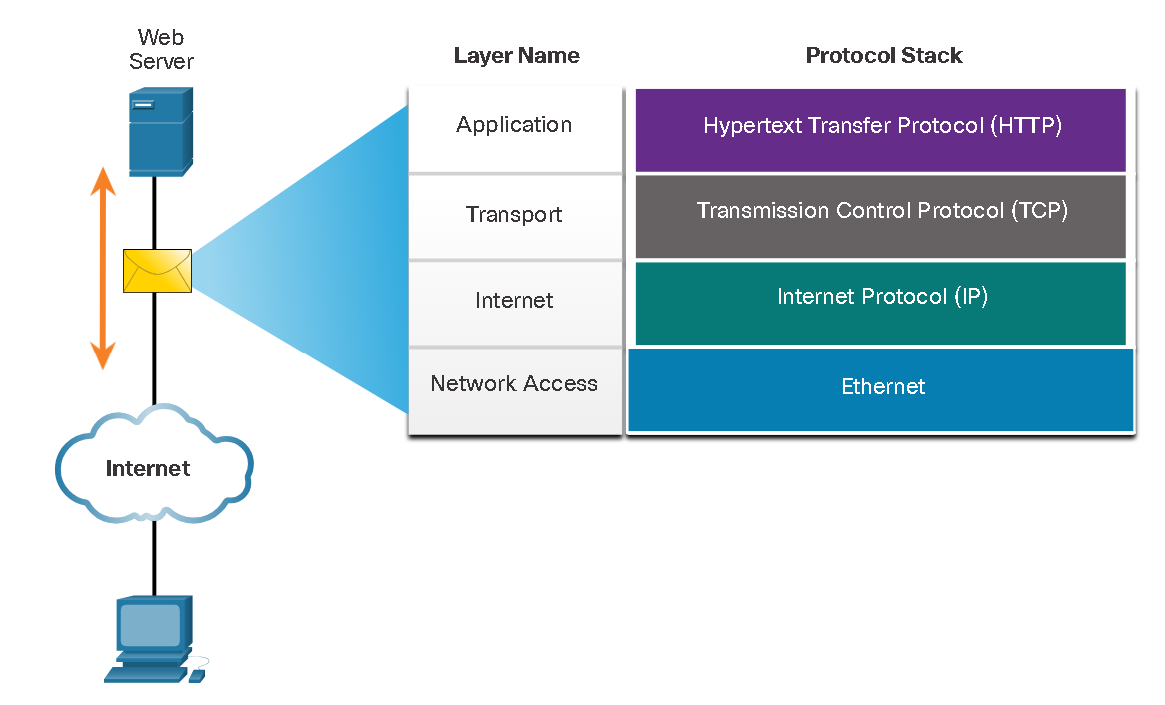 Web
Server
Layer Name
Protocol Stack
Application
Hypertext Transfer Protocol (HTTP)
Transport
Transmission Control Protocol (TCP)
Internet
Internet Protocol (IP)
Network Access
Ethernet
Internet